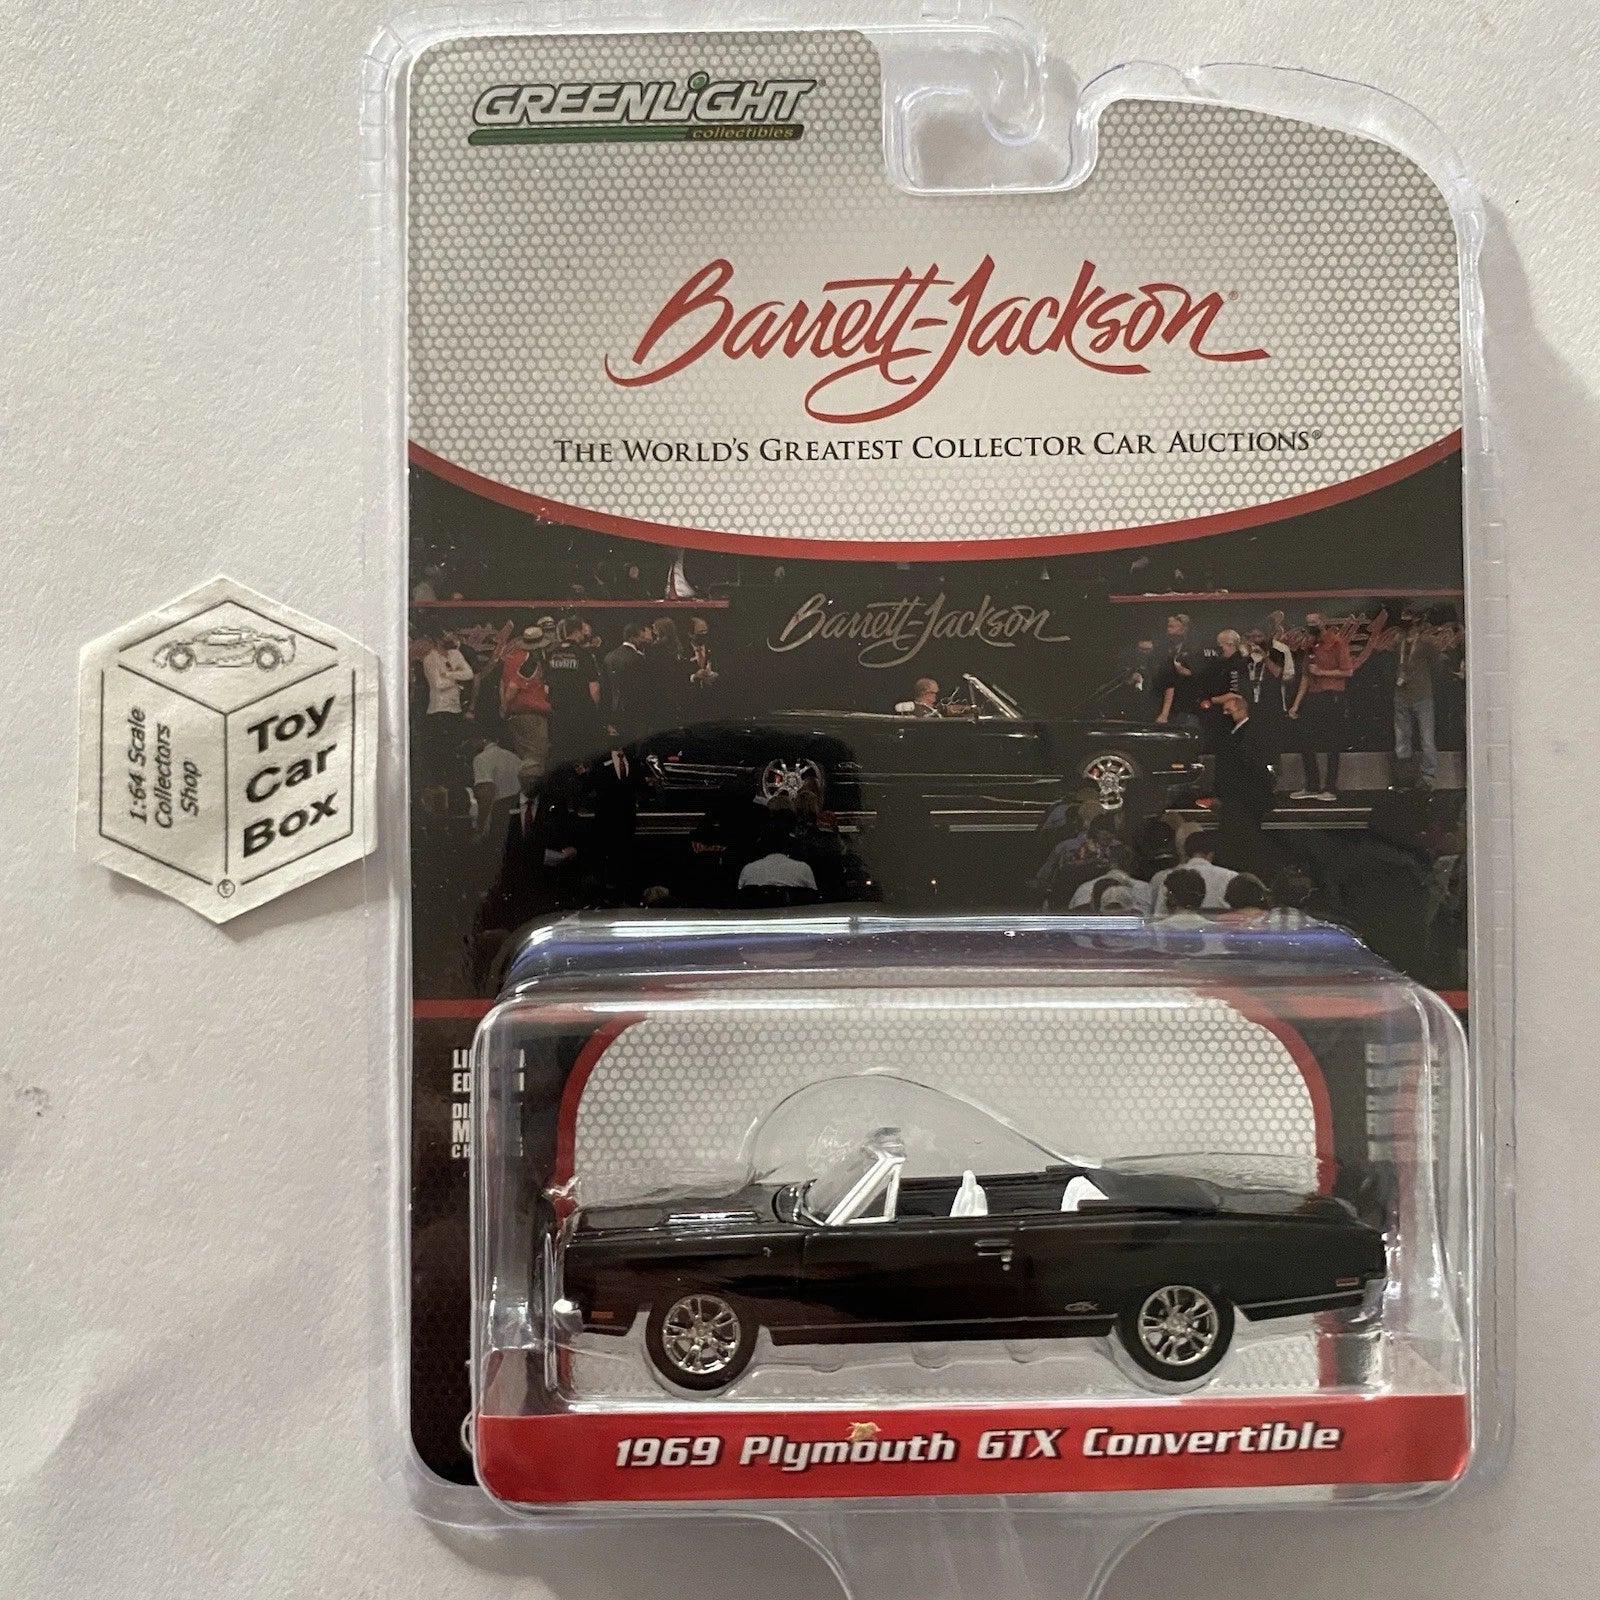 GREENLiGHT
collectibles
Barrett-Jackson®
THE WORLD'S GREATEST COLLECTOR CAR AUCTIONS®
Barrett-Jackson
1:64 Scale
Collectors
Shop
Toy
Car
Box
GTX
1969 Plymouth GTX Convertible